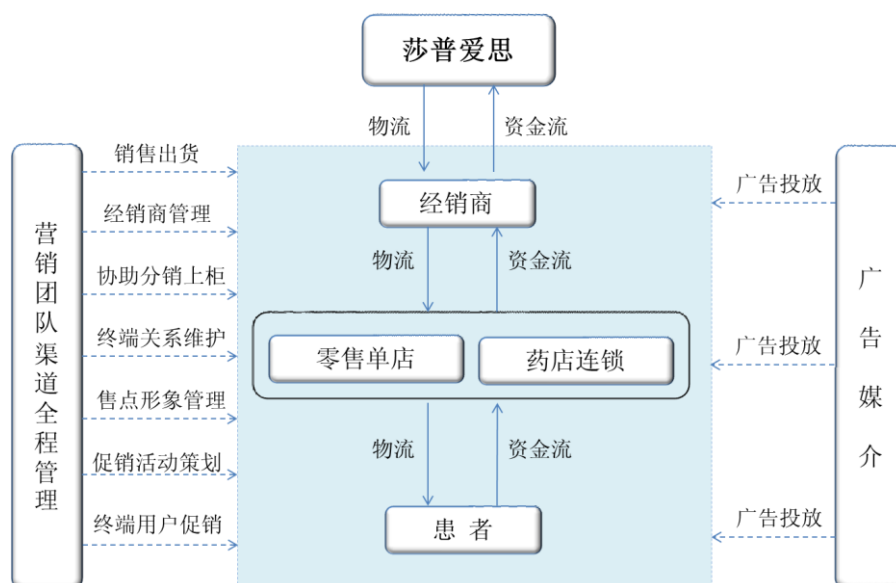 莎普爱思
物流
资金流
销售出货
经销商管理
协助分销上柜
终端关系维护
售点形象管理
促销活动策划
终端用户促销
营销团队渠道全程管理
经销商
物流
资金流
零售单店
药店连锁
物流
资金流
患者
广告投放
广告投放
广告投放
广告媒介